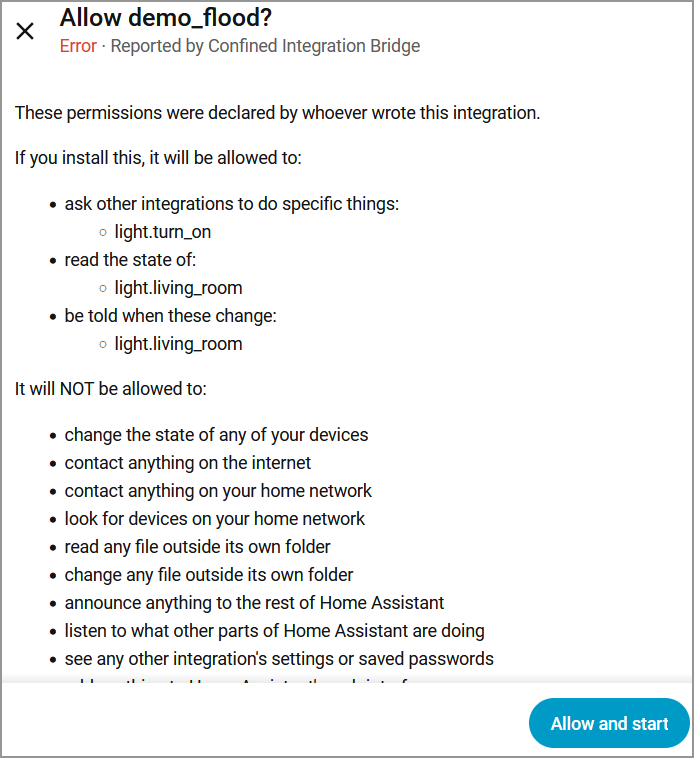 Allow demo_flood?
Error · Reported by Confined Integration Bridge
These permissions were declared by whoever wrote this integration.
If you install this, it will be allowed to:
• ask other integrations to do specific things:
○ light.turn_on
• read the state of:
○ light.living_room
• be told when these change:
○ light.living_room
It will NOT be allowed to:
• change the state of any of your devices
• contact anything on the internet
• contact anything on your home network
• look for devices on your home network
• read any file outside its own folder
• change any file outside its own folder
• announce anything to the rest of Home Assistant
• listen to what other parts of Home Assistant are doing
• see any other integration's settings or saved passwords
Allow and start